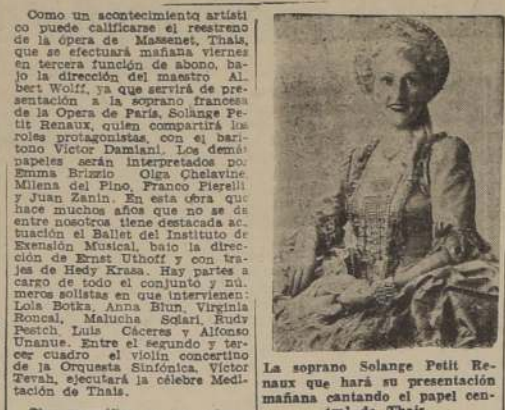 Como un acontecimiento artísti
co puede calificarse el reestreno
de la ópera de Massenet, Thais,
que se efectuará mañana viernes
en tercera función de abono, ba-
jo la dirección del maestro Al.
bert Wolff, ya que servirá de pre-
sentación a la soprano francesa
de la Opera de París, Solange Pe-
tit Renaux, quien compartirá los
roles protagonistas, con el barí-
tono Víctor Damiani. Los demás
papeles serán interpretados por
Emma Brizzio Olga Chelavine,
Milena del Pino, Franco Pierelli
y Juan Zanin. En esta obra que
hace muchos años que no se da
entre nosotros tiene destacada ac.
tuación el Ballet del Instituto de
Exensión Musical, bajo la direc-
ción de Ernst Uthoff y con tra-
jes de Hedy Krasa. Hay partes a
cargo de todo el conjunto y nú-
meros solistas en que intervienen:
Lola Botka, Anna Blun, Virginia
Roncal, Malucha Solari, Rudy
Pestch, Luis Cáceres y Alfonso
Unanue. Entre el segundo y ter-
cer cuadro el violín concertino
de la Orquesta Sinfónica, Víctor
Tevah, ejecutará la célebre Medi-
tación de Thais.
La soprano Solange Petit Re-
naux que hará su presentación
mañana cantando el papel cen-
Thais